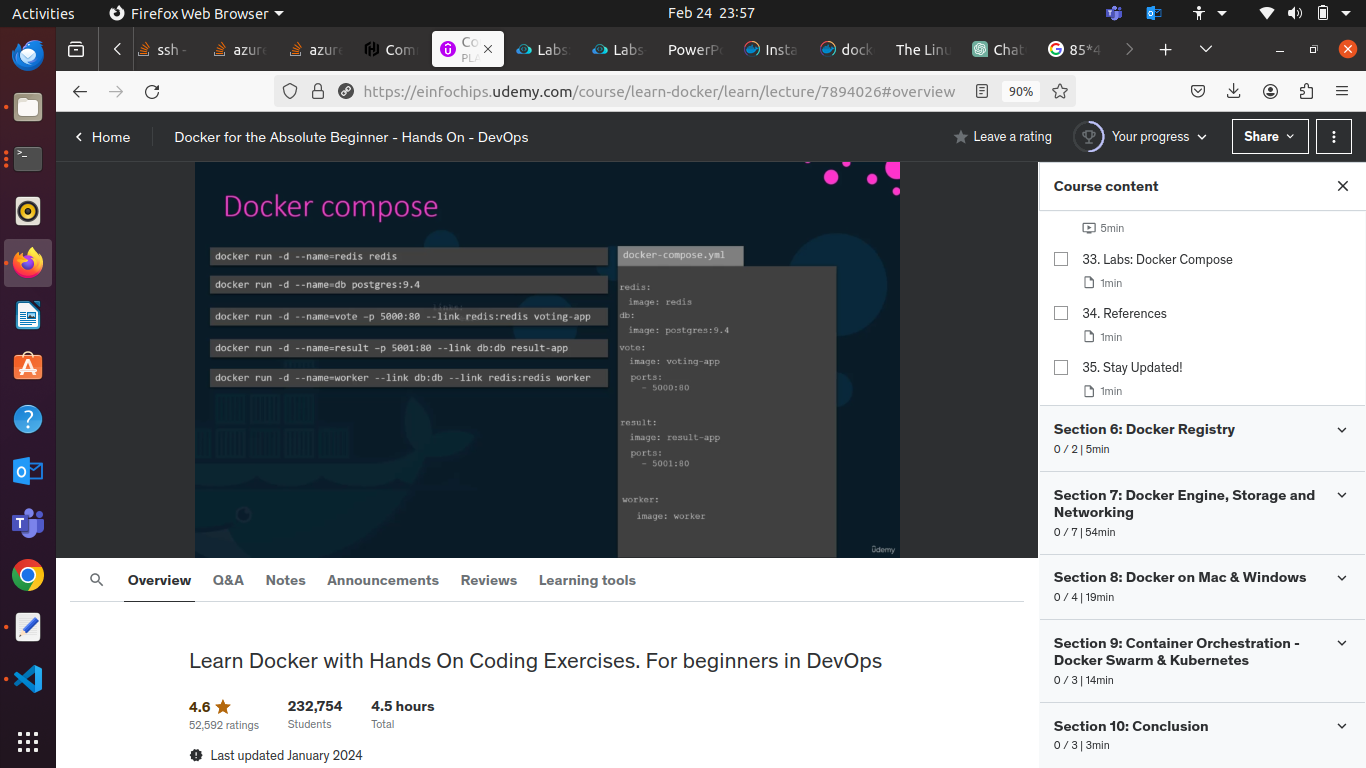 Activities
Firefox Web Browser
Feb 24 23:57
ssh -
azure
azure
Com
Co
PLA
Labs
Labs
PowerPo
Insta
dock
The Linu
Chat
85*4
https://einfochips.udemy.com/course/learn-docker/learn/lecture/7894026#overview
90%
Home
Docker for the Absolute Beginner - Hands On - DevOps
Leave a rating
Your progress
Share
Docker compose
docker run -d --name=redis redis
docker run -d --name=db postgres:9.4
docker run -d --name=vote -p 5000:80 --link redis:redis voting-app
docker run -d --name=result -p 5001:80 --link db:db result-app
docker run -d --name=worker --link db:db --link redis:redis worker
docker-compose.yml
redis:
image: redis
db:
image: postgres:9.4
vote:
image: voting-app
ports:
- 5000:80
result:
image: result-app
ports:
- 5001:80
worker:
image: worker
ûdemy
Course content
5min
33. Labs: Docker Compose
1min
34. References
1min
35. Stay Updated!
1min
Section 6: Docker Registry
0 / 2 | 5min
Section 7: Docker Engine, Storage and
Networking
0 / 7 | 54min
Section 8: Docker on Mac & Windows
0 / 4 | 19min
Section 9: Container Orchestration -
Docker Swarm & Kubernetes
0 / 3 | 14min
Section 10: Conclusion
0 / 3 | 3min
Overview
Q&A
Notes
Announcements
Reviews
Learning tools
Learn Docker with Hands On Coding Exercises. For beginners in DevOps
4.6
52,592 ratings
232,754
Students
4.5 hours
Total
Last updated January 2024